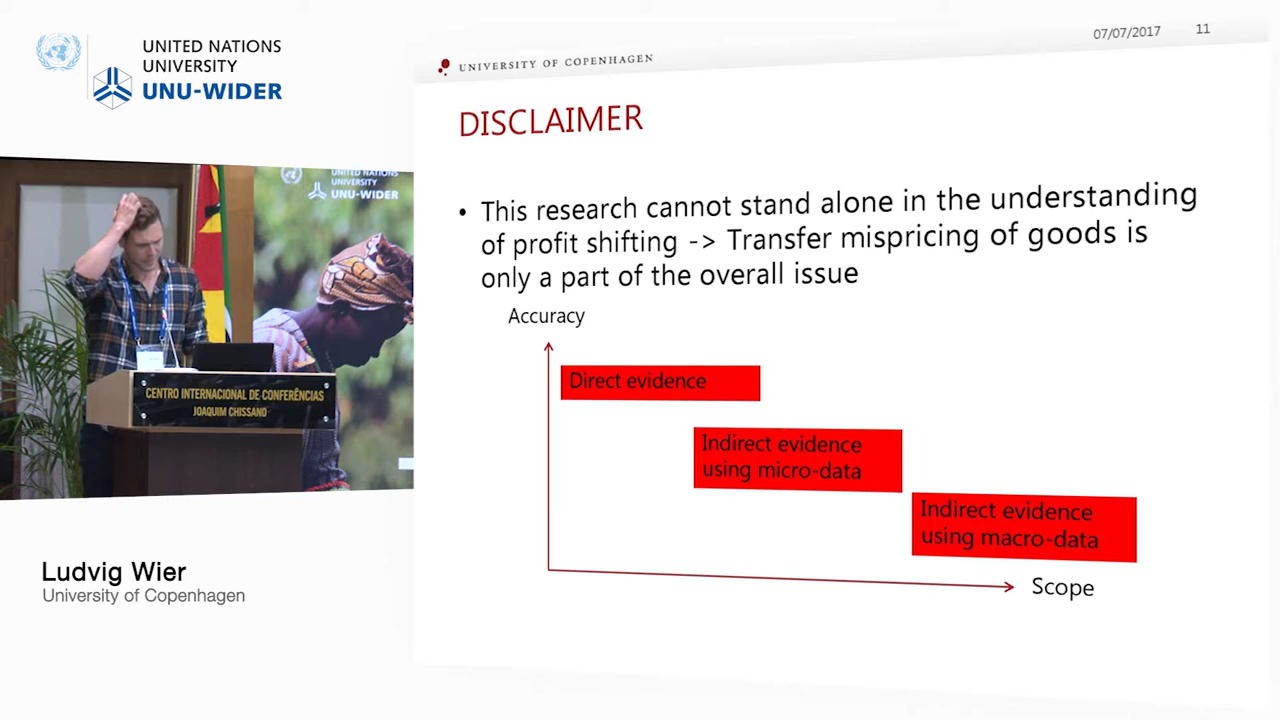 UNITED NATIONS
UNIVERSITY
UNU-WIDER
07/07/2017
11
UNIVERSITY OF COPENHAGEN
DISCLAIMER
• This research cannot stand alone in the understanding
of profit shifting -> Transfer mispricing of goods is
only a part of the overall issue
Accuracy
Direct evidence
Indirect evidence
using micro-data
Indirect evidence
using macro-data
Scope
UNITED NATIONS
UNIVERSITY
UNU-WIDER
CENTRO INTERNACIONAL DE CONFERÊNCIAS
JOAQUIM CHISSANO
Ludvig Wier
University of Copenhagen